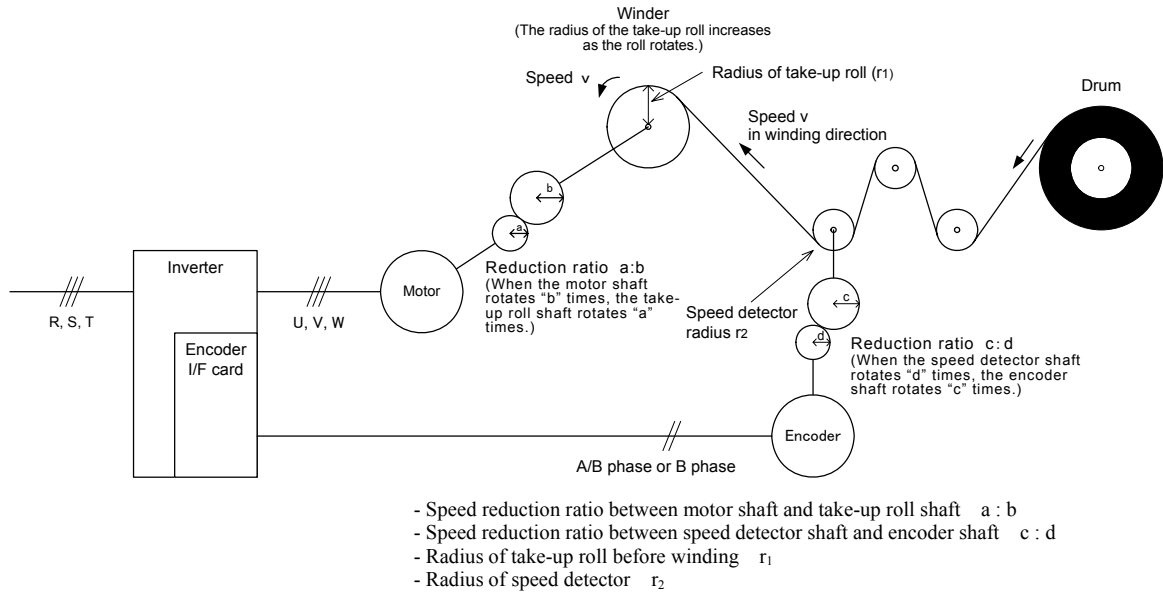 Winder
(The radius of the take-up roll increases
as the roll rotates.)
Speed v
Radius of take-up roll (r1)
Drum
Speed v
in winding direction
b
a
Inverter
Motor
Reduction ratio a:b
(When the motor shaft
rotates “b” times, the take-
up roll shaft rotates “a”
times.)
R, S, T
U, V, W
Speed detector
radius r2
c
d
Encoder
I/F card
Reduction ratio c:d
(When the speed detector shaft
rotates “d” times, the encoder
shaft rotates “c” times.)
Encoder
A/B phase or B phase
- Speed reduction ratio between motor shaft and take-up roll shaft a : b
- Speed reduction ratio between speed detector shaft and encoder shaft c : d
- Radius of take-up roll before winding r1
- Radius of speed detector r2